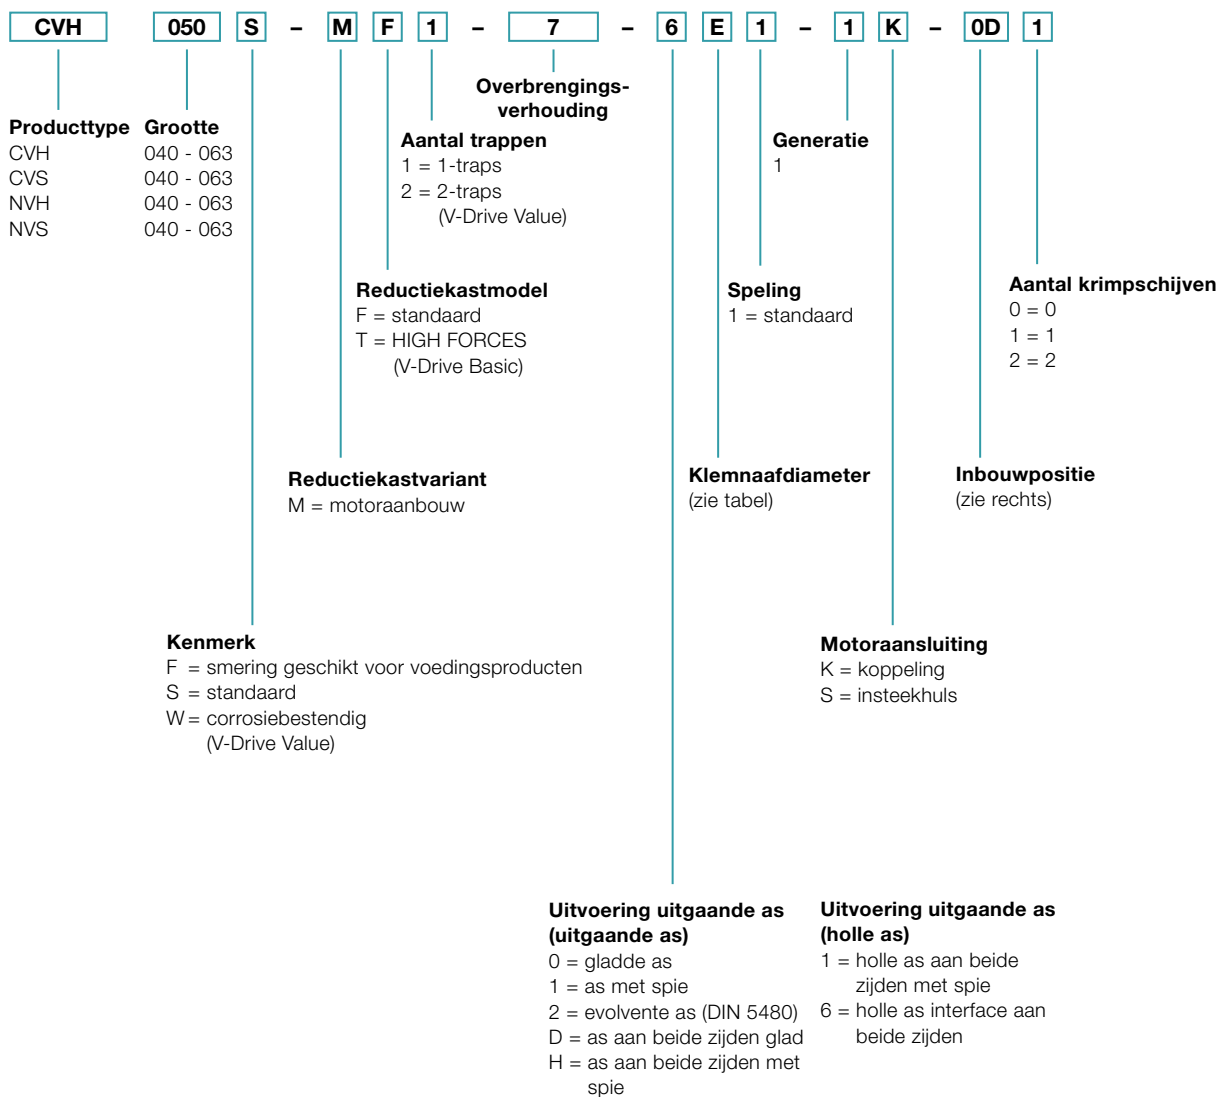 CVH 050 S – M F 1 – 7 – 6 E 1 – 1 K – 0D 1
Overbrengings-
verhouding
Producttype Grootte
CVH 040 - 063
CVS 040 - 063
NVH 040 - 063
NVS 040 - 063
Aantal trappen
1 = 1-traps
2 = 2-traps
(V-Drive Value)
Generatie
1
Reductiekastmodel
F = standaard
T = HIGH FORCES
(V-Drive Basic)
Speling
1 = standaard
Aantal krimpschijven
0 = 0
1 = 1
2 = 2
Reductiekastvariant
M = motoraanbouw
Klemnaafdiameter
(zie tabel)
Inbouwpositie
(zie rechts)
Kenmerk
F = smering geschikt voor voedingsproducten
S = standaard
W = corrosiebestendig
(V-Drive Value)
Motoraansluiting
K = koppeling
S = insteekhuls
Uitvoering uitgaande as
(uitgaande as)
0 = gladde as
1 = as met spie
2 = evolvente as (DIN 5480)
D = as aan beide zijden glad
H = as aan beide zijden met
spie
Uitvoering uitgaande as
(holle as)
1 = holle as aan beide
zijden met spie
6 = holle as interface aan
beide zijden